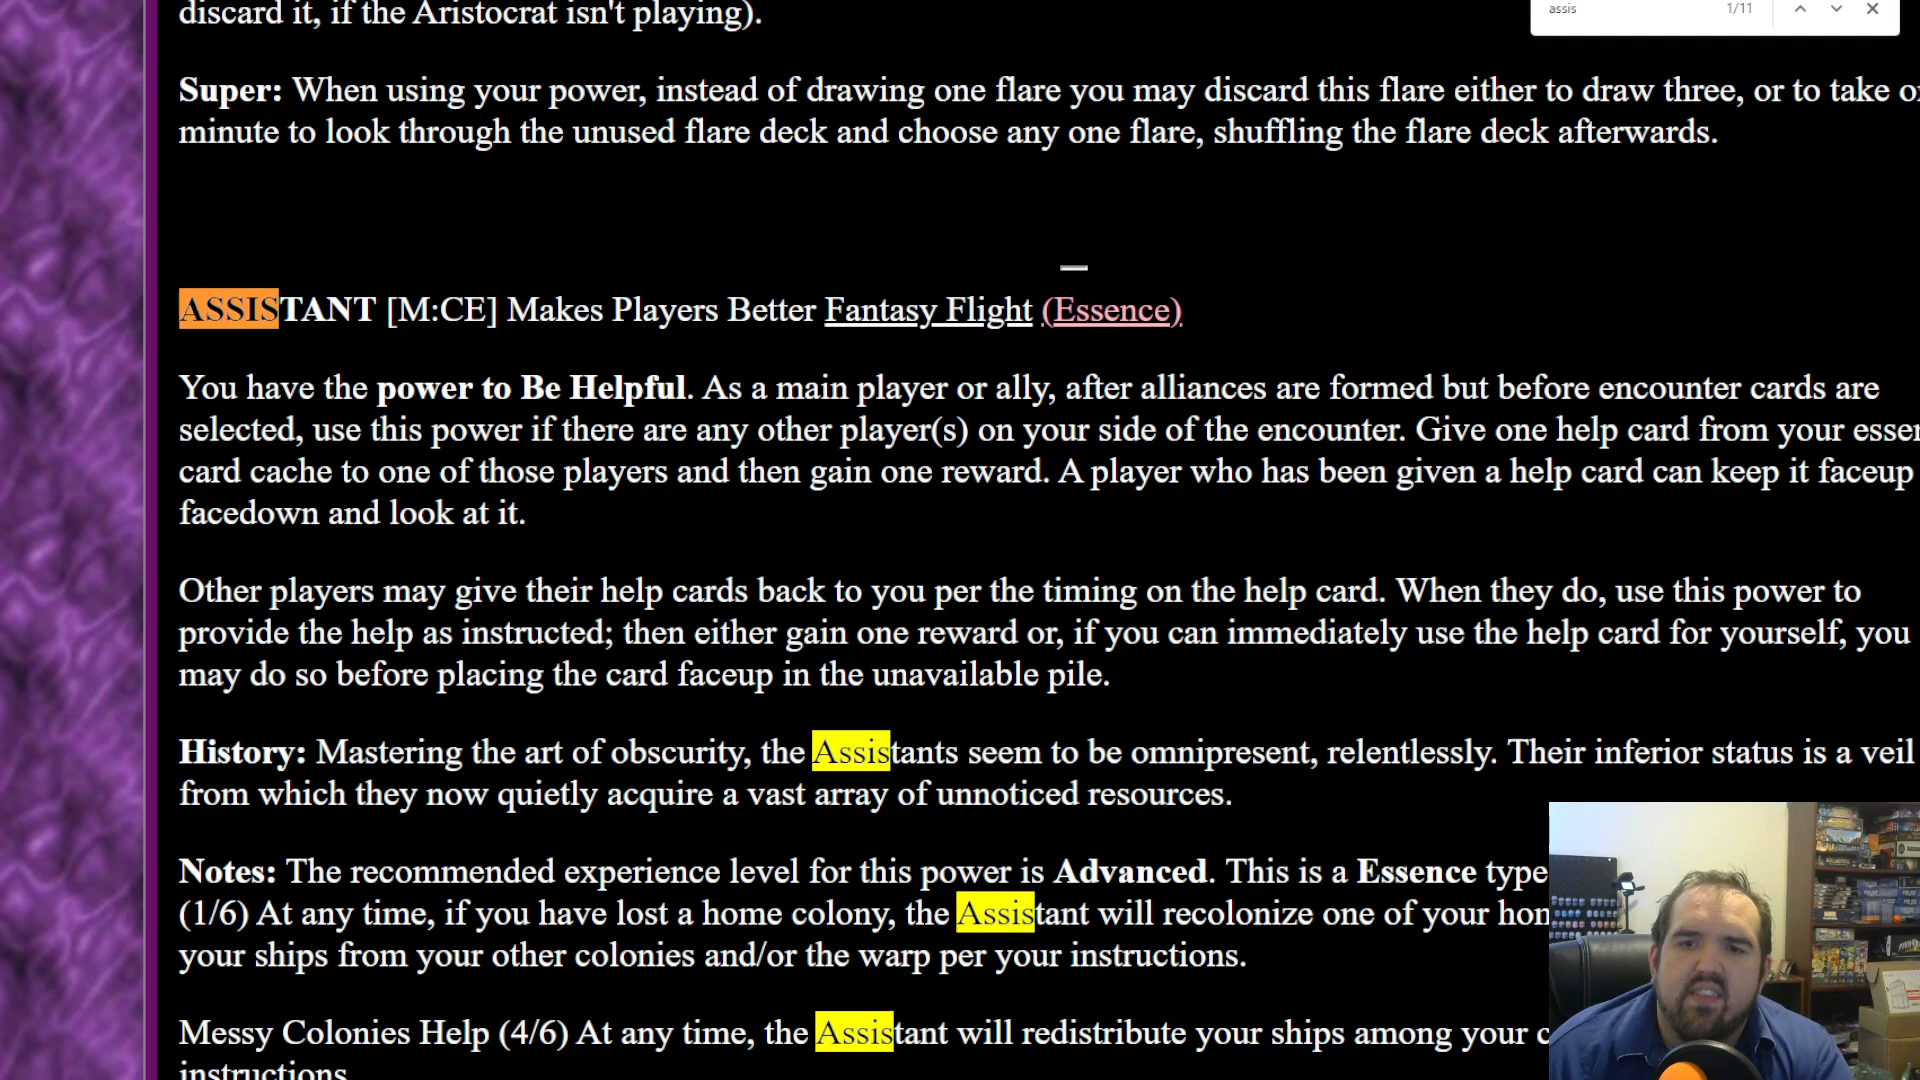 discard it, if the Aristocrat isn't playing).
assis 1/11
Super: When using your power, instead of drawing one flare you may discard this flare either to draw three, or to take
minute to look through the unused flare deck and choose any one flare, shuffling the flare deck afterwards.
ASSISTANT [M:CE] Makes Players Better Fantasy Flight (Essence)
You have the power to Be Helpful. As a main player or ally, after alliances are formed but before encounter cards are
selected, use this power if there are any other player(s) on your side of the encounter. Give one help card from your
card cache to one of those players and then gain one reward. A player who has been given a help card can keep it faceup
facedown and look at it.
Other players may give their help cards back to you per the timing on the help card. When they do, use this power to
provide the help as instructed; then either gain one reward or, if you can immediately use the help card for yourself, you
may do so before placing the card faceup in the unavailable pile.
History: Mastering the art of obscurity, the Assistants seem to be omnipresent, relentlessly. Their inferior status is a veil
from which they now quietly acquire a vast array of unnoticed resources.
Notes: The recommended experience level for this power is Advanced. This is a Essence type
(1/6) At any time, if you have lost a home colony, the Assistant will recolonize one of your
your ships from your other colonies and/or the warp per your instructions.
Messy Colonies Help (4/6) At any time, the Assistant will redistribute your ships among your
instructions